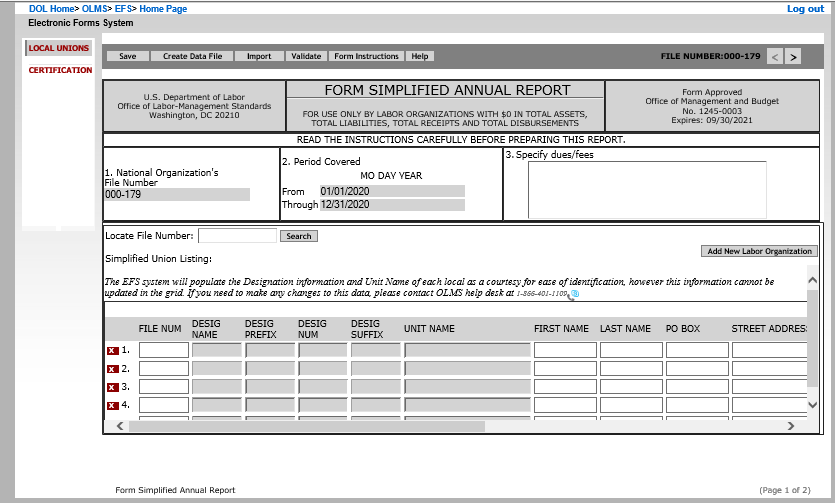 DOL Home> OLMS> EFS> Home Page
Log out
Electronic Forms System
LOCAL UNIONS
CERTIFICATION
Save
Create Data File
Import
Validate
Form Instructions
Help
FILE NUMBER:000-179
<
>
U.S. Department of Labor
Office of Labor-Management Standards
Washington, DC 20210
FORM SIMPLIFIED ANNUAL REPORT
FOR USE ONLY BY LABOR ORGANIZATIONS WITH $0 IN TOTAL ASSETS,
TOTAL LIABILITIES, TOTAL RECEIPTS AND TOTAL DISBURSEMENTS
Form Approved
Office of Management and Budget
No. 1245-0003
Expires: 09/30/2021
READ THE INSTRUCTIONS CAREFULLY BEFORE PREPARING THIS REPORT.
1. National Organization's
File Number
000-179
2. Period Covered
MO DAY YEAR
From 01/01/2020
Through 12/31/2020
3. Specify dues/fees
Locate File Number:
Search
Add New Labor Organization
Simplified Union Listing:
The EFS system will populate the Designation information and Unit Name of each local as a courtesy for ease of identification, however this information cannot be
updated in the grid. If you need to make any changes to this data, please contact OLMS help desk at 1-866-401-1109.
FILE NUM
DESIG
NAME
DESIG
PREFIX
DESIG
NUM
DESIG
SUFFIX
UNIT NAME
FIRST NAME
LAST NAME
PO BOX
STREET ADDRES
x 1.
x 2.
x 3.
x 4.
Form Simplified Annual Report
(Page 1 of 2)